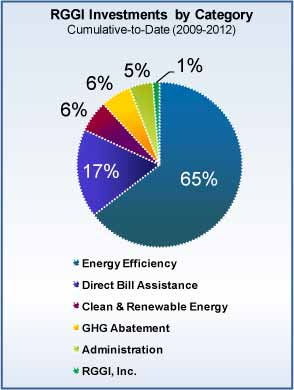 RGGI Investments by Category
Cumulative-to-Date (2009-2012)
1%
5%
6%
6%
17%
65%
Energy Efficiency
Direct Bill Assistance
Clean & Renewable Energy
GHG Abatement
Administration
RGGI, Inc.